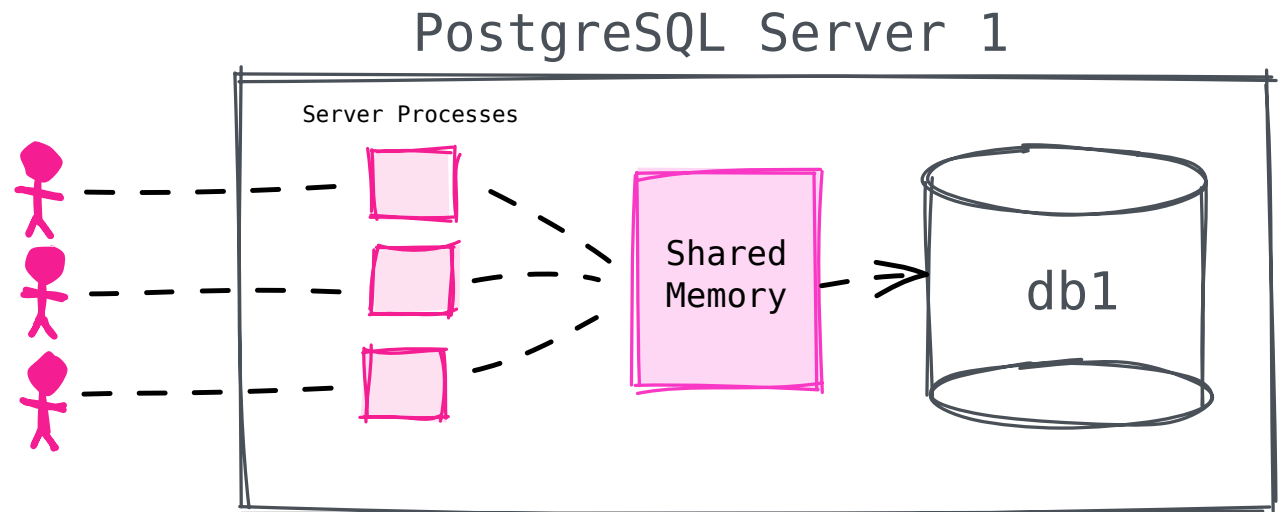 PostgreSQL Server 1
Server Processes
Shared
Memory
db1